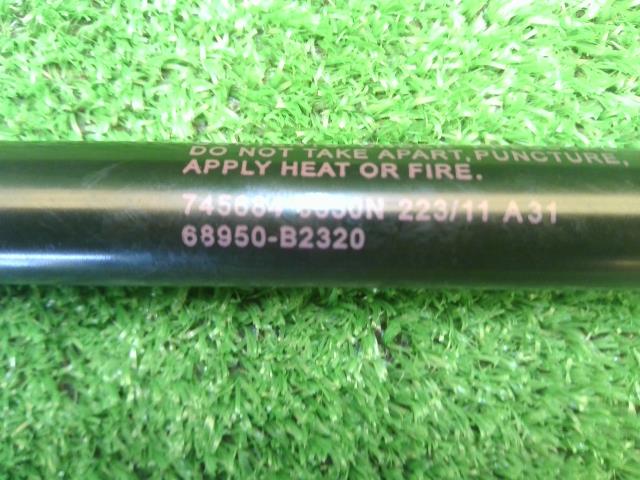 DO NOT TAKE APART, PUNCTURE,
APPLY HEAT OR FIRE.
223/11 A31
68950-B2320